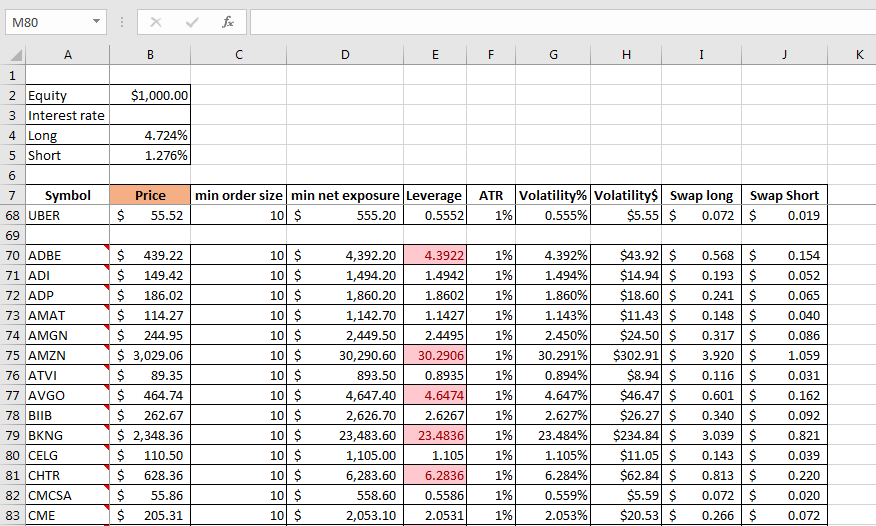 M80 fx
A B C D E F G H I J K
1
2 Equity $1,000.00
3 Interest rate
4 Long 4.724%
5 Short 1.276%
6
7 Symbol Price min order size min net exposure Leverage ATR Volatility% Volatility$ Swap long Swap Short
68 UBER $ 55.52 10 $ 555.20 0.5552 1% 0.555% $5.55 $ 0.072 $ 0.019
69
70 ADBE $ 439.22 10 $ 4,392.20 4.3922 1% 4.392% $43.92 $ 0.568 $ 0.154
71 ADI $ 149.42 10 $ 1,494.20 1.4942 1% 1.494% $14.94 $ 0.193 $ 0.052
72 ADP $ 186.02 10 $ 1,860.20 1.8602 1% 1.860% $18.60 $ 0.241 $ 0.065
73 AMAT $ 114.27 10 $ 1,142.70 1.1427 1% 1.143% $11.43 $ 0.148 $ 0.040
74 AMGN $ 244.95 10 $ 2,449.50 2.4495 1% 2.450% $24.50 $ 0.317 $ 0.086
75 AMZN $ 3,029.06 10 $ 30,290.60 30.2906 1% 30.291% $302.91 $ 3.920 $ 1.059
76 ATVI $ 89.35 10 $ 893.50 0.8935 1% 0.894% $8.94 $ 0.116 $ 0.031
77 AVGO $ 464.74 10 $ 4,647.40 4.6474 1% 4.647% $46.47 $ 0.601 $ 0.162
78 BIIB $ 262.67 10 $ 2,626.70 2.6267 1% 2.627% $26.27 $ 0.340 $ 0.092
79 BKNG $ 2,348.36 10 $ 23,483.60 23.4836 1% 23.484% $234.84 $ 3.039 $ 0.821
80 CELG $ 110.50 10 $ 1,105.00 1.105 1% 1.105% $11.05 $ 0.143 $ 0.039
81 CHTR $ 628.36 10 $ 6,283.60 6.2836 1% 6.284% $62.84 $ 0.813 $ 0.220
82 CMCSA $ 55.86 10 $ 558.60 0.5586 1% 0.559% $5.59 $ 0.072 $ 0.020
83 CME $ 205.31 10 $ 2,053.10 2.0531 1% 2.053% $20.53 $ 0.266 $ 0.072